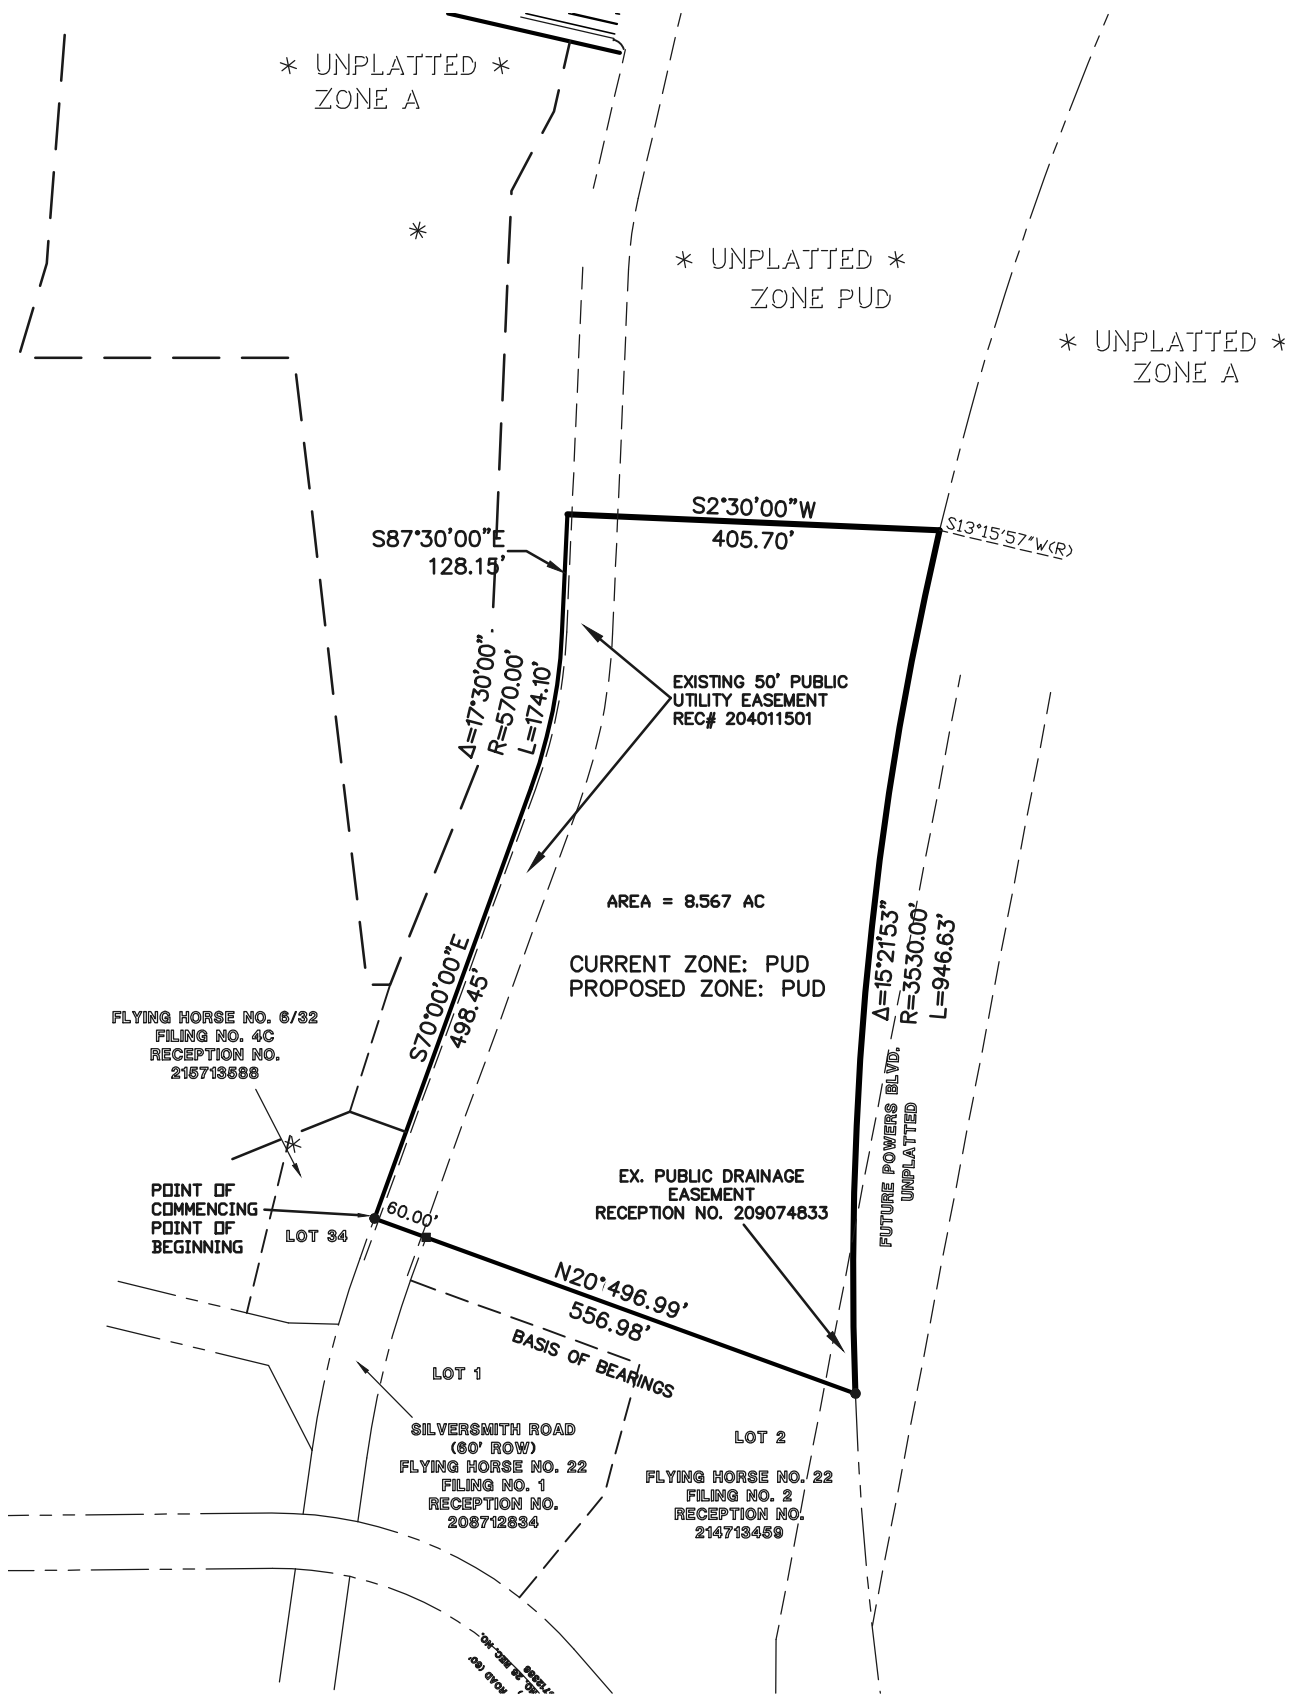 * UNPLATTED *
ZONE A
*
* UNPLATTED *
ZONE PUD
* UNPLATTED *
ZONE A
S2°30'00"W
405.70'
S13°15'57"W(R)
S87°30'00"E
128.15'
Δ=17°30'00"
R=570.00'
L=174.10'
EXISTING 50' PUBLIC
UTILITY EASEMENT
REC# 204011501
AREA = 8.567 AC
CURRENT ZONE: PUD
PROPOSED ZONE: PUD
Δ=15°21'53"
R=3530.00'
L=946.63'
S70°00'00"E
498.45'
FLYING HORSE NO. 6/32
FILING NO. 4C
RECEPTION NO.
215713588
*
FUTURE POWERS BLVD.
UNPLATTED
EX. PUBLIC DRAINAGE
EASEMENT
RECEPTION NO. 209074833
POINT OF
COMMENCING
POINT OF
BEGINNING
LOT 34
60.00'
N20°496.99'
556.98'
BASIS OF BEARINGS
LOT 1
SILVERSMITH ROAD
(60' ROW)
FLYING HORSE NO. 22
FILING NO. 1
RECEPTION NO.
208712834
LOT 2
FLYING HORSE NO. 22
FILING NO. 2
RECEPTION NO.
214713459
ROAD (60'
NO. 28 REC. NO.